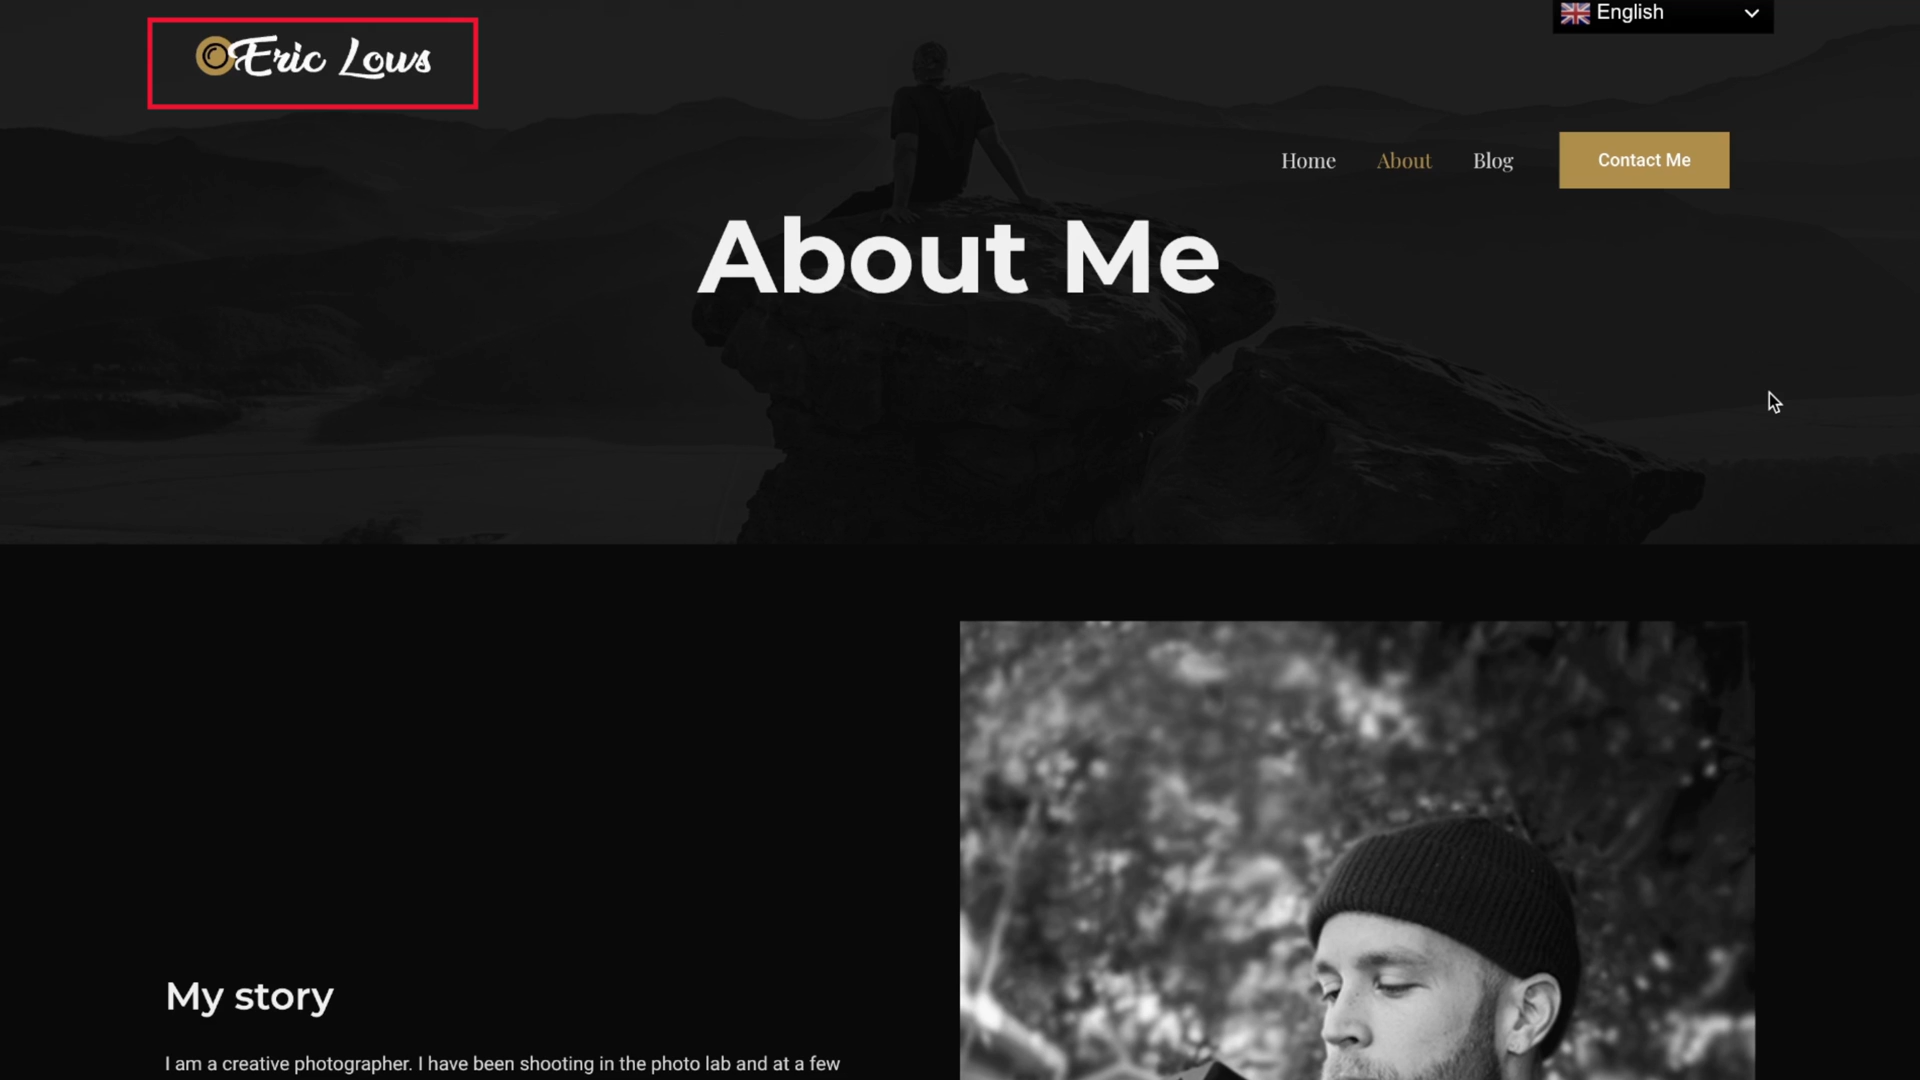 Eric Lows
English
Home
About
Blog
Contact Me
About Me
My story
I am a creative photographer. I have been shooting in the photo lab and at a few